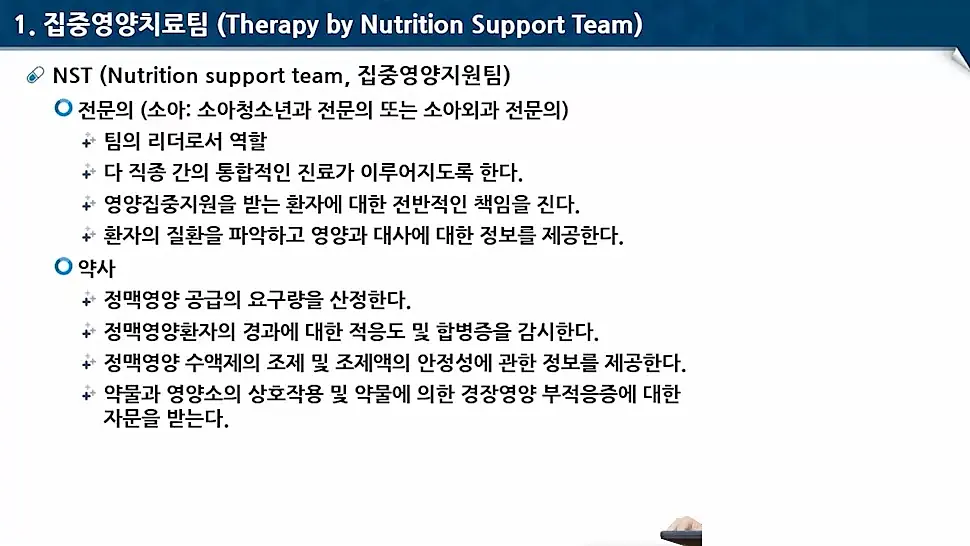 1. 집중영양치료팀 (Therapy by Nutrition Support Team)
NST (Nutrition support team, 집중영양지원팀)
전문의 (소아: 소아청소년과 전문의 또는 소아외과 전문의)
팀의 리더로서 역할
다 직종 간의 통합적인 진료가 이루어지도록 한다.
영양집중지원을 받는 환자에 대한 전반적인 책임을 진다.
환자의 질환을 파악하고 영양과 대사에 대한 정보를 제공한다.
약사
정맥영양 공급의 요구량을 산정한다.
정맥영양환자의 경과에 대한 적응도 및 합병증을 감시한다.
정맥영양 수액제의 조제 및 조제액의 안정성에 관한 정보를 제공한다.
약물과 영양소의 상호작용 및 약물에 의한 경장영양 부적응증에 대한
자문을 받는다.